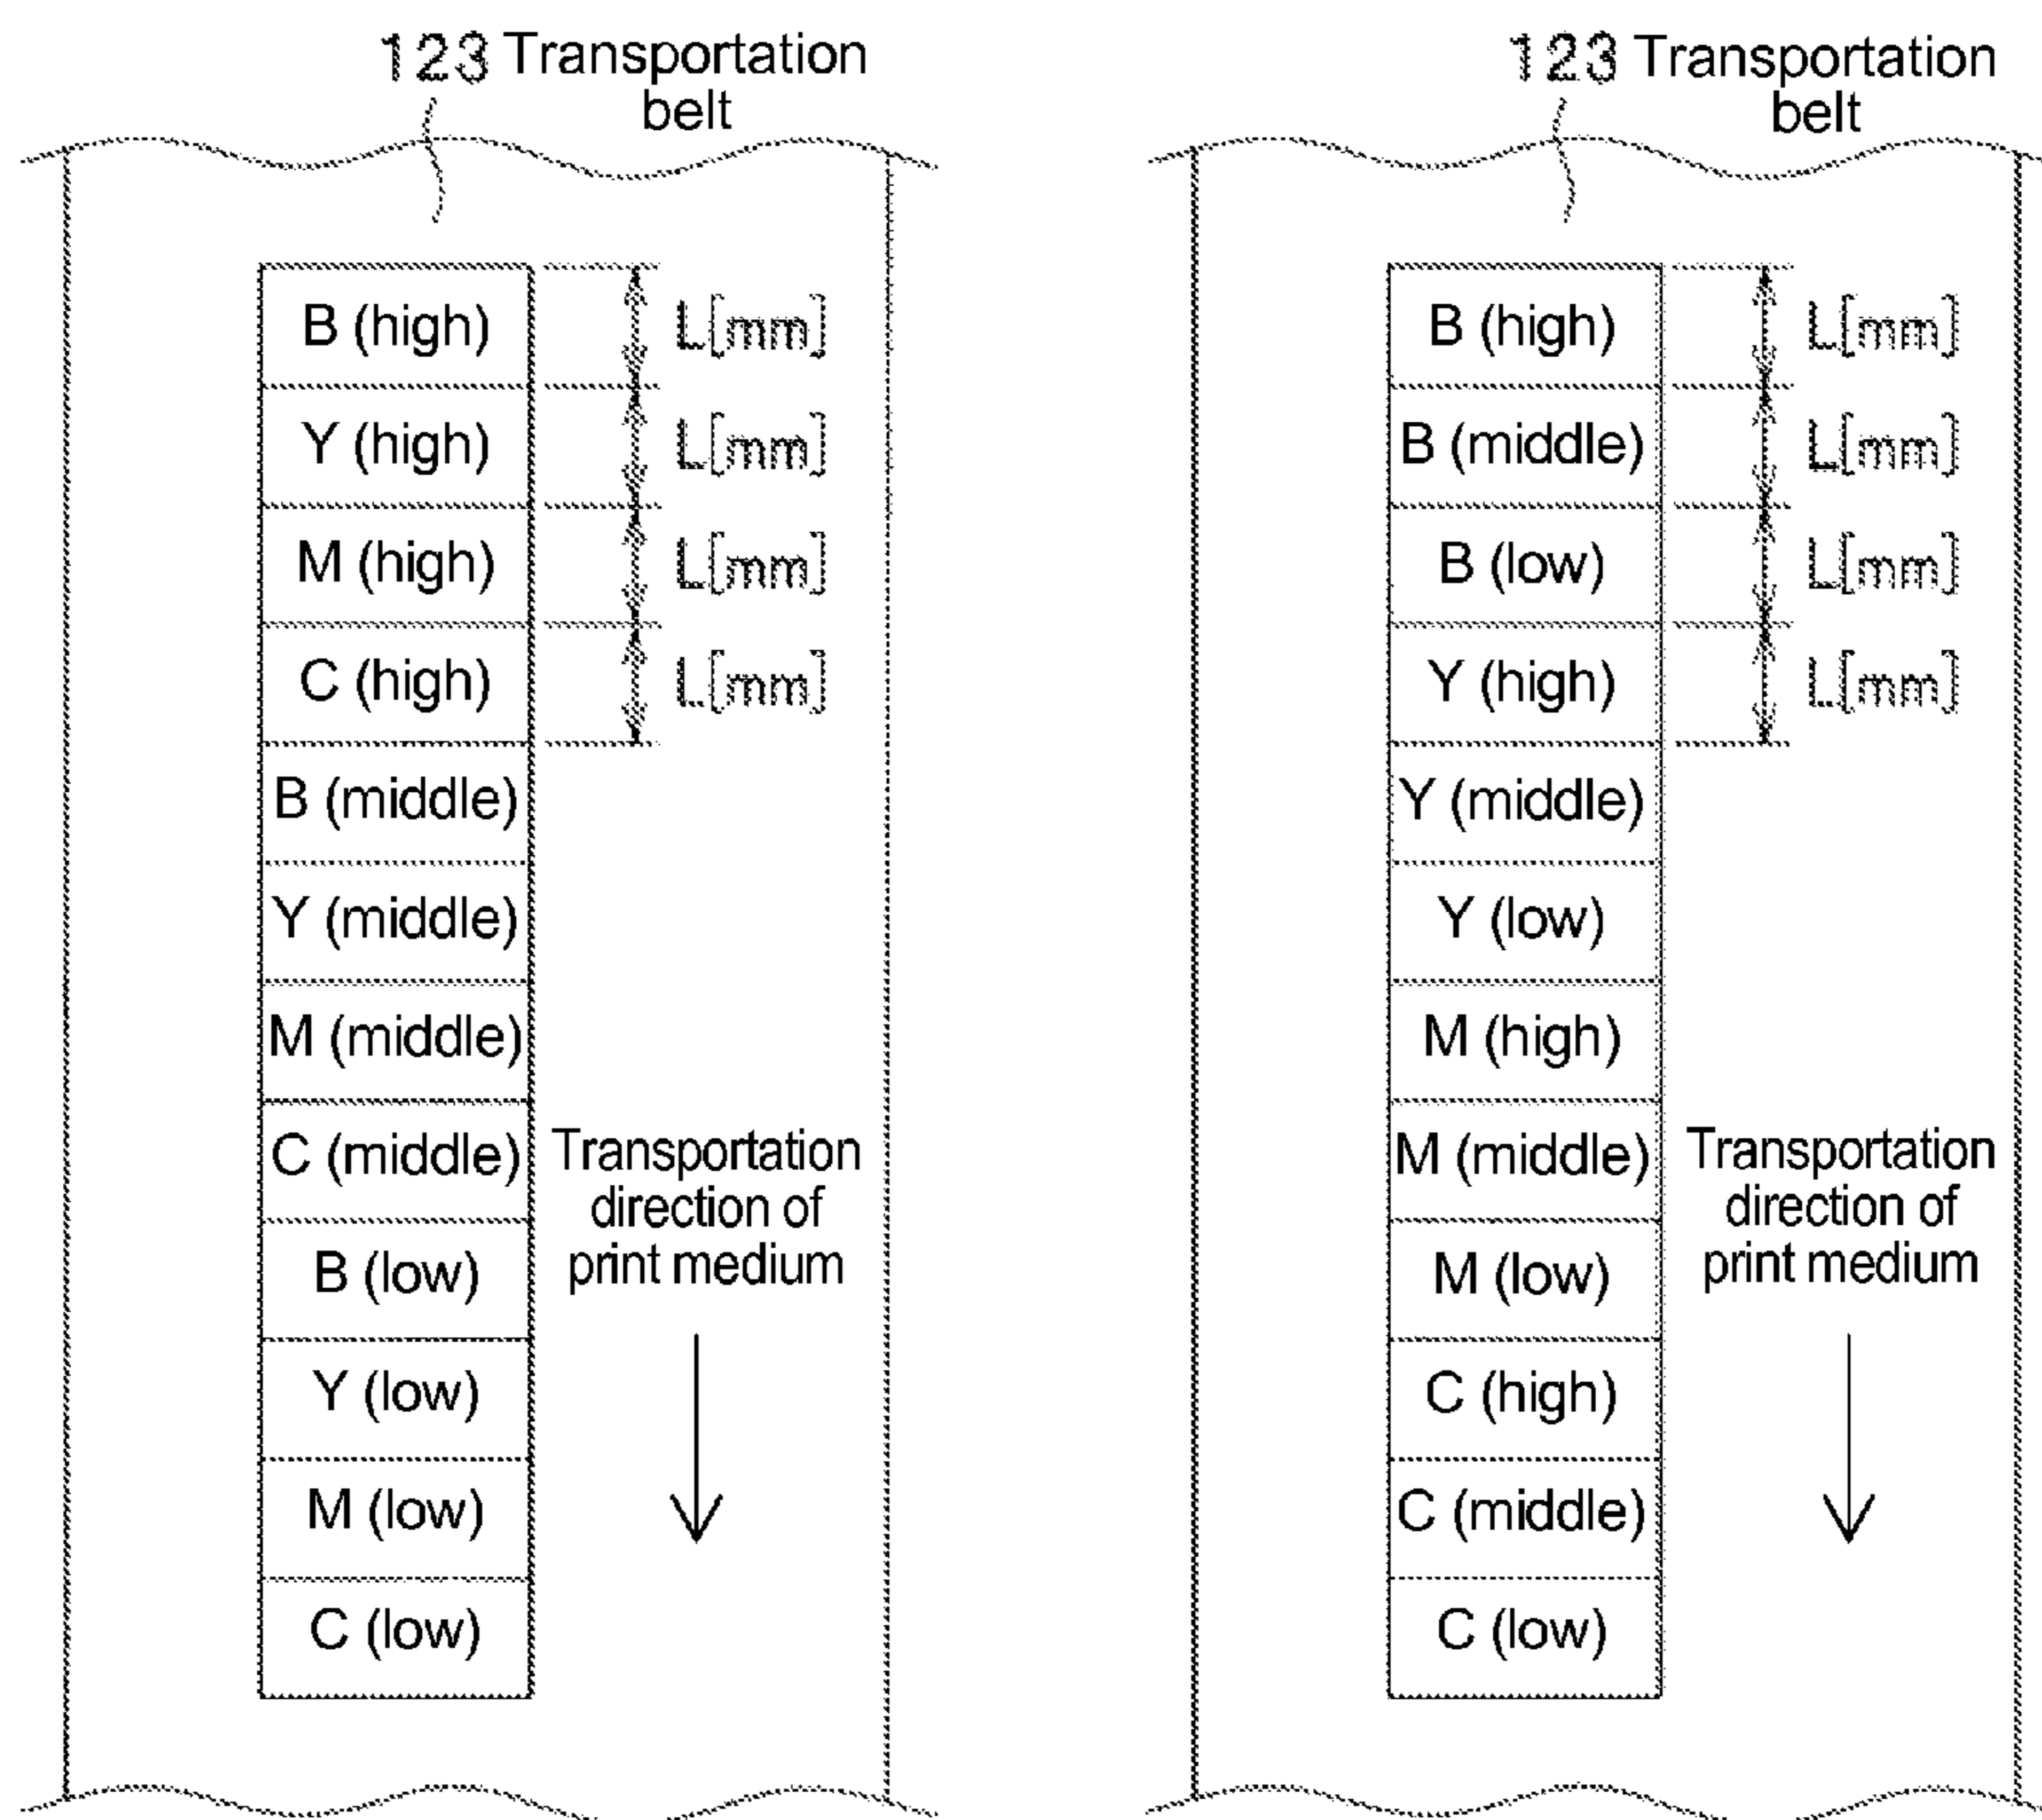 123 Transportation
belt
B (high)
L[mm]
Y (high)
L[mm]
M (high)
L[mm]
C (high)
L[mm]
B (middle)
Y (middle)
M (middle)
C (middle)
B (low)
Y (low)
M (low)
C (low)
Transportation
direction of
print medium
123 Transportation
belt
B (high)
L[mm]
B (middle)
L[mm]
B (low)
L[mm]
Y (high)
L[mm]
Y (middle)
Y (low)
M (high)
M (middle)
M (low)
C (high)
C (middle)
C (low)
Transportation
direction of
print medium